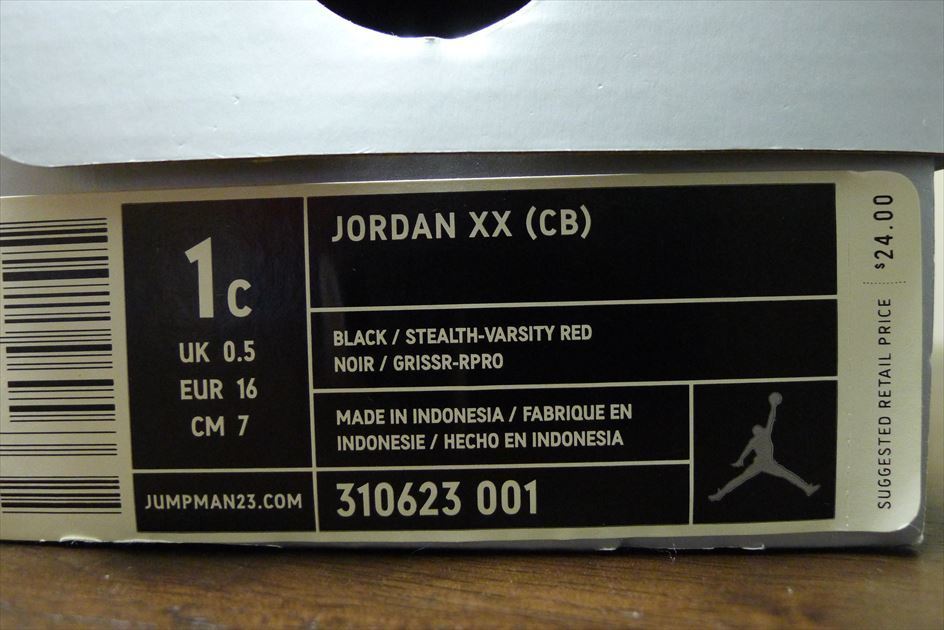 1C
UK 0.5
EUR 16
CM 7
JUMPMAN23.COM
JORDAN XX (CB)
BLACK / STEALTH-VARSITY RED
NOIR / GRISSR-RPRO
MADE IN INDONESIA / FABRIQUE EN
INDONESIE / HECHO EN INDONESIA
310623 001
SUGGESTED RETAIL PRICE $24.00